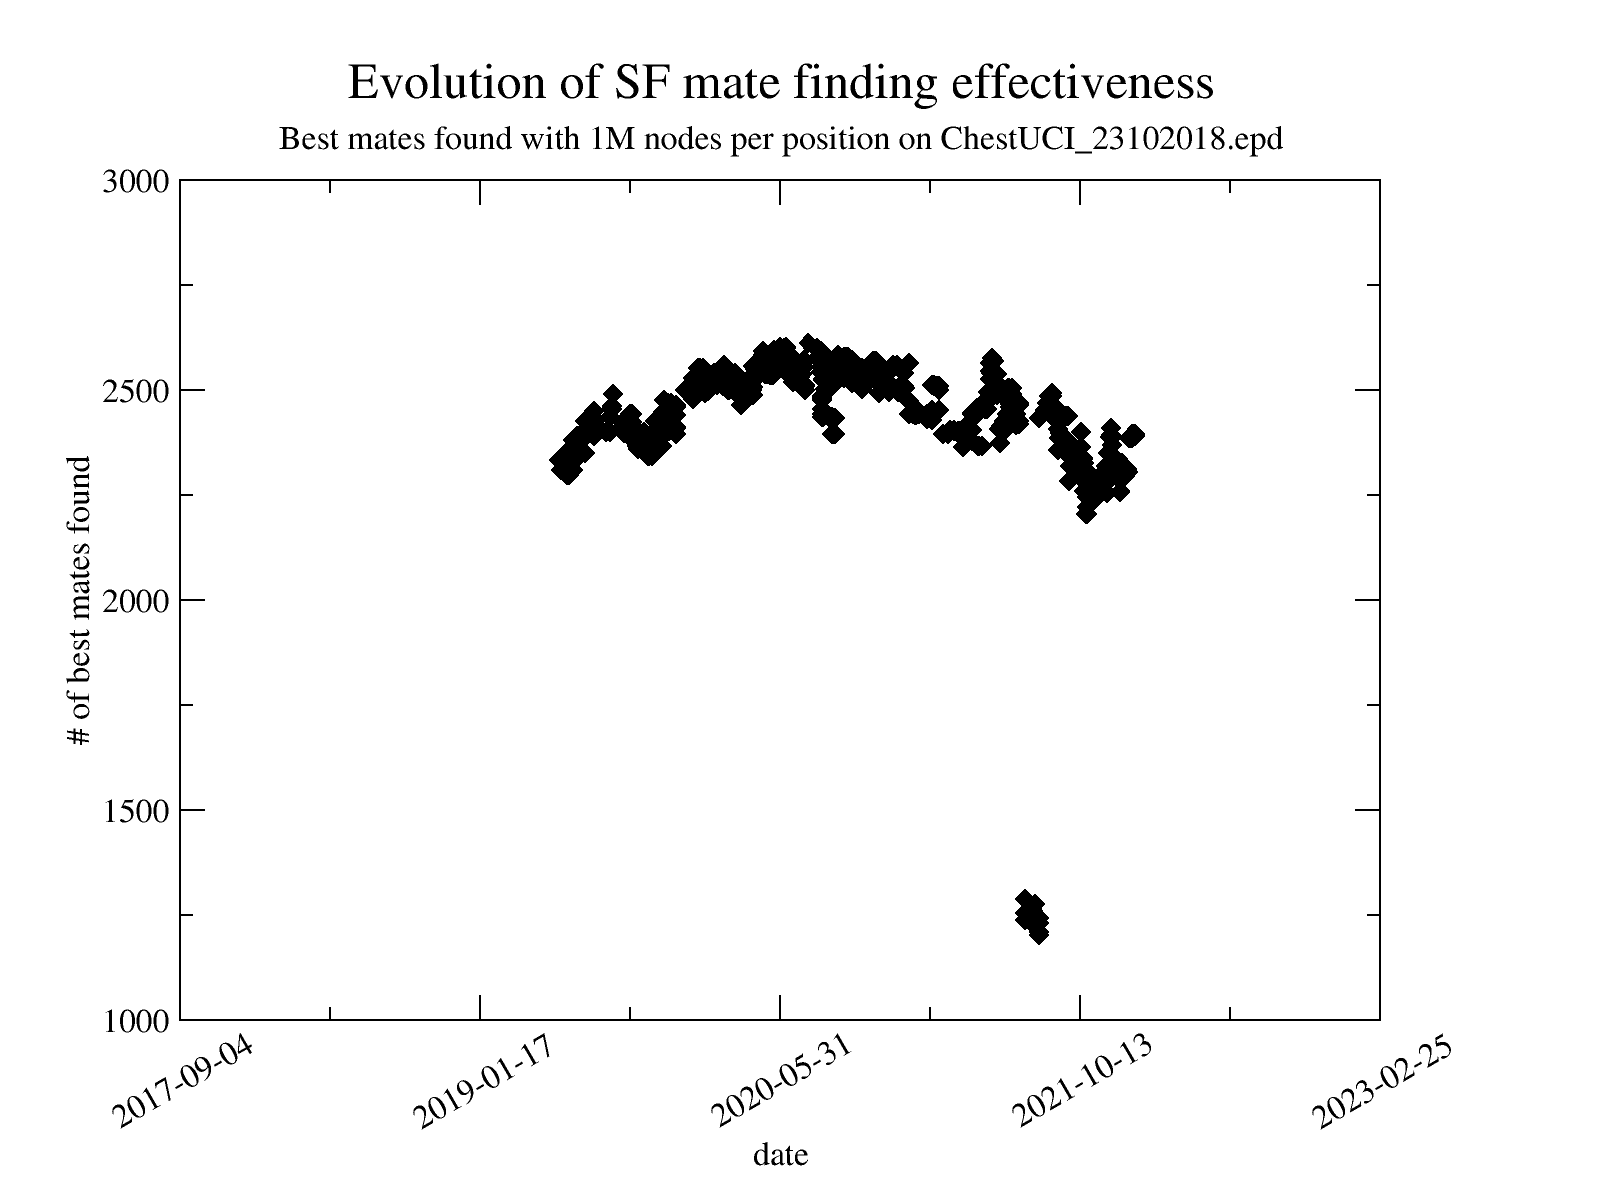 Evolution of SF mate finding effectiveness
Best mates found with 1M nodes per position on ChestUCI_23102018.epd
3000
2500
2000
1500
1000
# of best mates found
2017-09-04
2019-01-17
2020-05-31
2021-10-13
2023-02-25
date